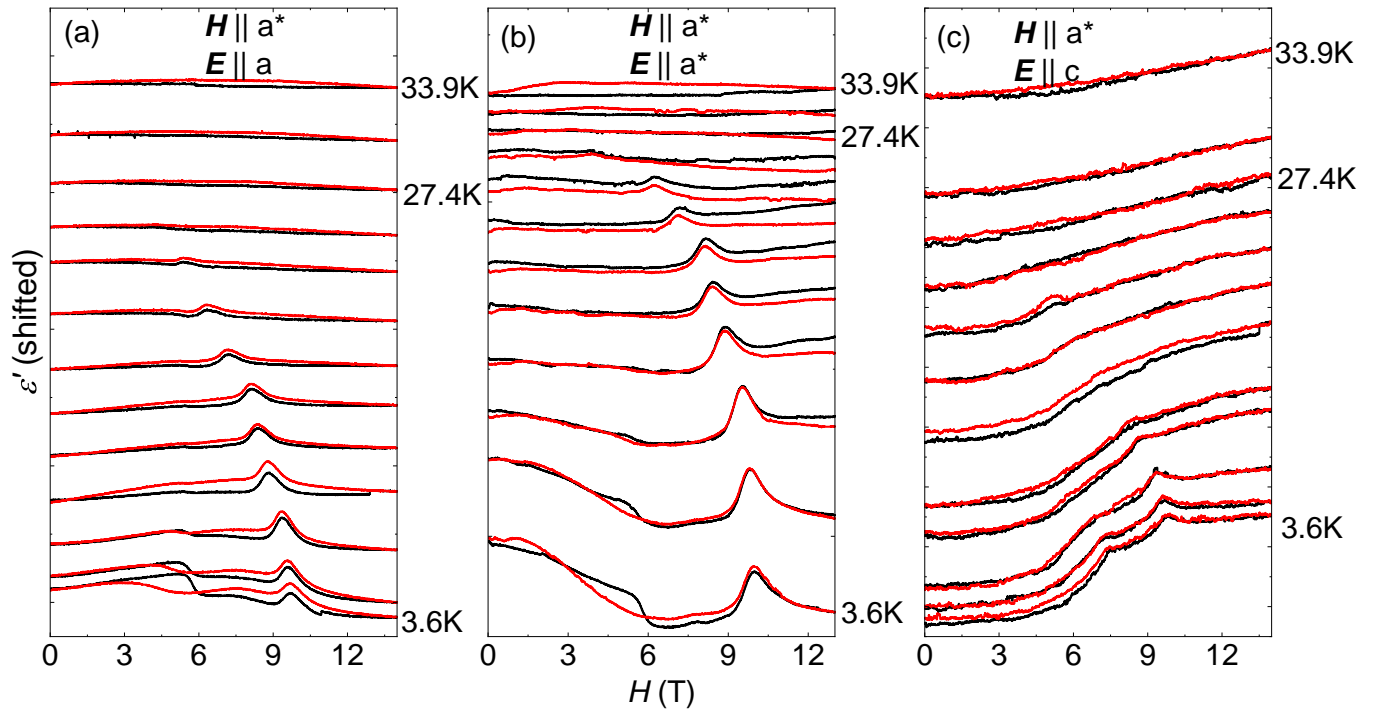 (a)
H || a*
E || a
33.9K
27.4K
3.6K
0
3
6
9
12
(b)
H || a*
E || a*
33.9K
27.4K
3.6K
0
3
6
9
12
(c)
H || a*
E || c
33.9K
27.4K
3.6K
0
3
6
9
12
ε′ (shifted)
H (T)